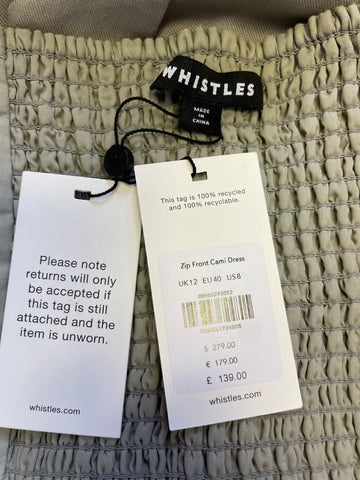 WHISTLES
MADE
IN
CHINA
Please note
returns will only
be accepted if
this tag is still
attached and the
item is unworn.
whistles.com
This tag is 100% recycled
and 100% recyclable.
Zip Front Cami Dress
UK12 EU40 US8
$ 279.00
€ 179.00
£ 139.00
whistles.com